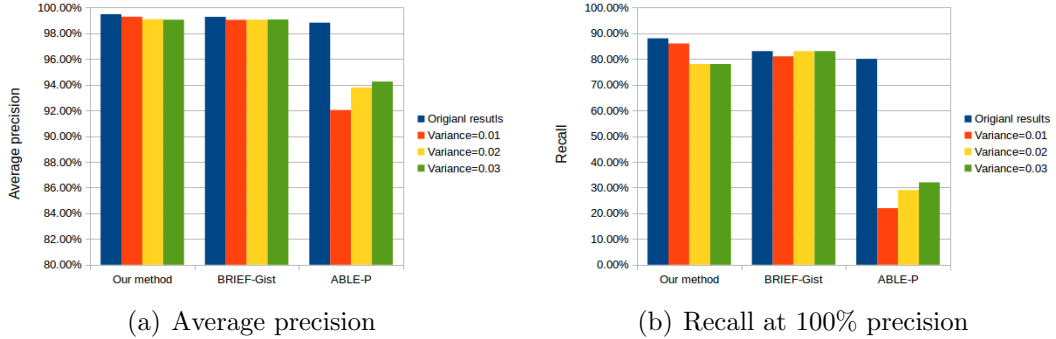 100.00%
98.00%
96.00%
94.00%
92.00%
90.00%
88.00%
86.00%
84.00%
82.00%
80.00%
Average precision
Our method BRIEF-Gist ABLE-P
Origianl resutls
Variance=0.01
Variance=0.02
Variance=0.03
(a) Average precision
100.00%
90.00%
80.00%
70.00%
60.00%
50.00%
40.00%
30.00%
20.00%
10.00%
0.00%
Recall
Our method BRIEF-Gist ABLE-P
Origianl results
Variance=0.01
Variance=0.02
Variance=0.03
(b) Recall at 100% precision